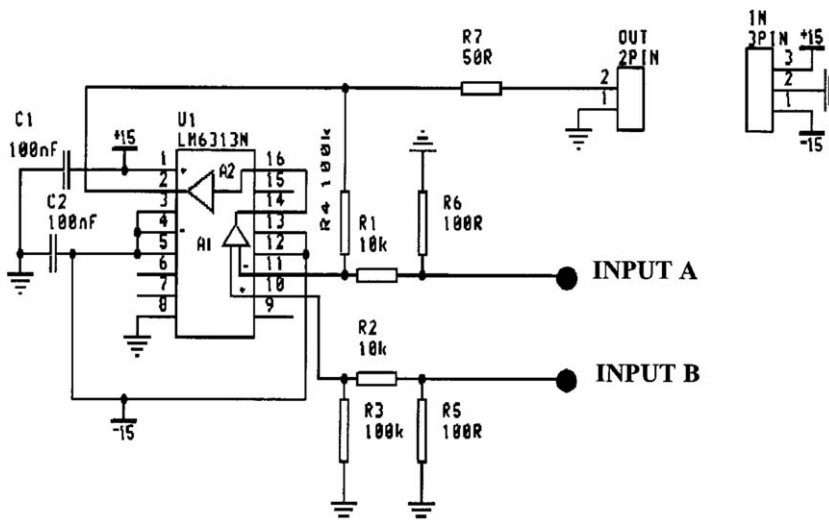 R7
50R
OUT
2PIN
2
1
IN
3PIN
+15
3
2
1
-15
C1
100nF
+15
U1
LM6313N
C2
100nF
1
2
3
4
5
6
7
8
+
-
A2
A1
-
+
16
15
14
13
12
11
10
9
R4 100k
R1
10k
R6
100R
INPUT A
R2
10k
INPUT B
R3
100k
R5
100R
-15